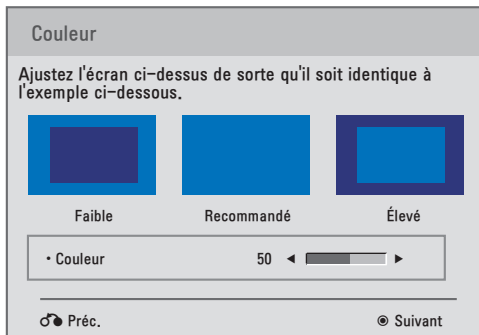 Couleur
Ajustez l'écran ci-dessus de sorte qu'il soit identique à
l'exemple ci-dessous.
Faible Recommandé Élevé
• Couleur 50 ◄ ►
Préc. ◉ Suivant